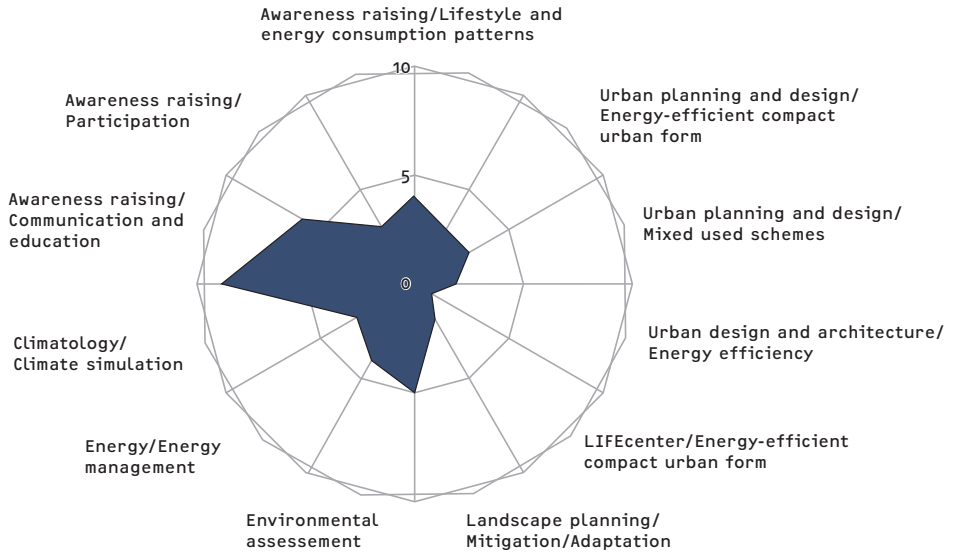 Awareness raising/Lifestyle and
energy consumption patterns
10
Urban planning and design/
Energy-efficient compact
urban form
Awareness raising/
Participation
5
Awareness raising/
Communication and
education
Urban planning and design/
Mixed used schemes
0
Climatology/
Climate simulation
Urban design and architecture/
Energy efficiency
Energy/Energy
management
LIFEcenter/Energy-efficient
compact urban form
Environmental
assessement
Landscape planning/
Mitigation/Adaptation